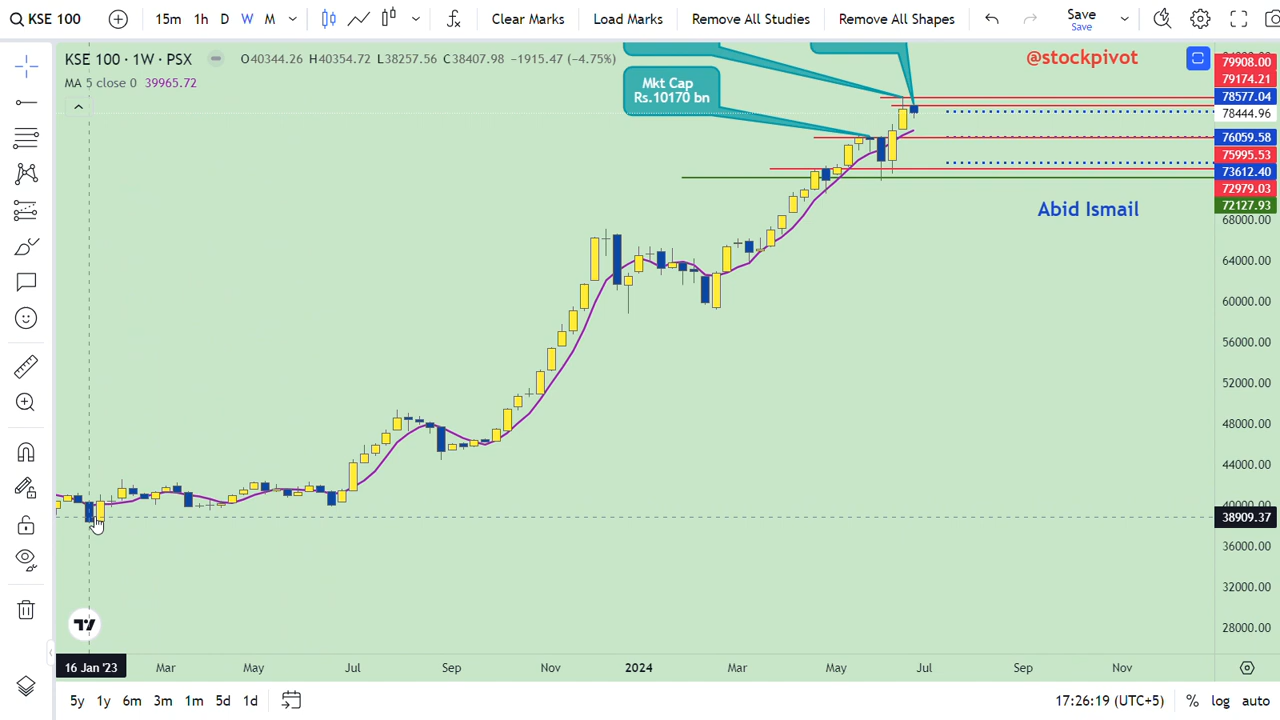 KSE 100
15m 1h D W M
Clear Marks
Load Marks
Remove All Studies
Remove All Shapes
Save
Save
KSE 100 · 1W · PSX
O40344.26 H40354.72 L38257.56 C38407.98 −1915.47 (−4.75%)
MA 5 close 0 39965.72
Mkt Cap
Rs.10170 bn
@stockpivot
Abid Ismail
79908.00
79174.21
78577.04
78444.96
76059.58
75995.53
73612.40
72979.03
72127.93
68000.00
64000.00
60000.00
56000.00
52000.00
48000.00
44000.00
38909.37
36000.00
32000.00
28000.00
16 Jan '23
Mar
May
Jul
Sep
Nov
2024
Mar
May
Jul
Sep
Nov
5y 1y 6m 3m 1m 5d 1d
17:26:19 (UTC+5)
% log auto